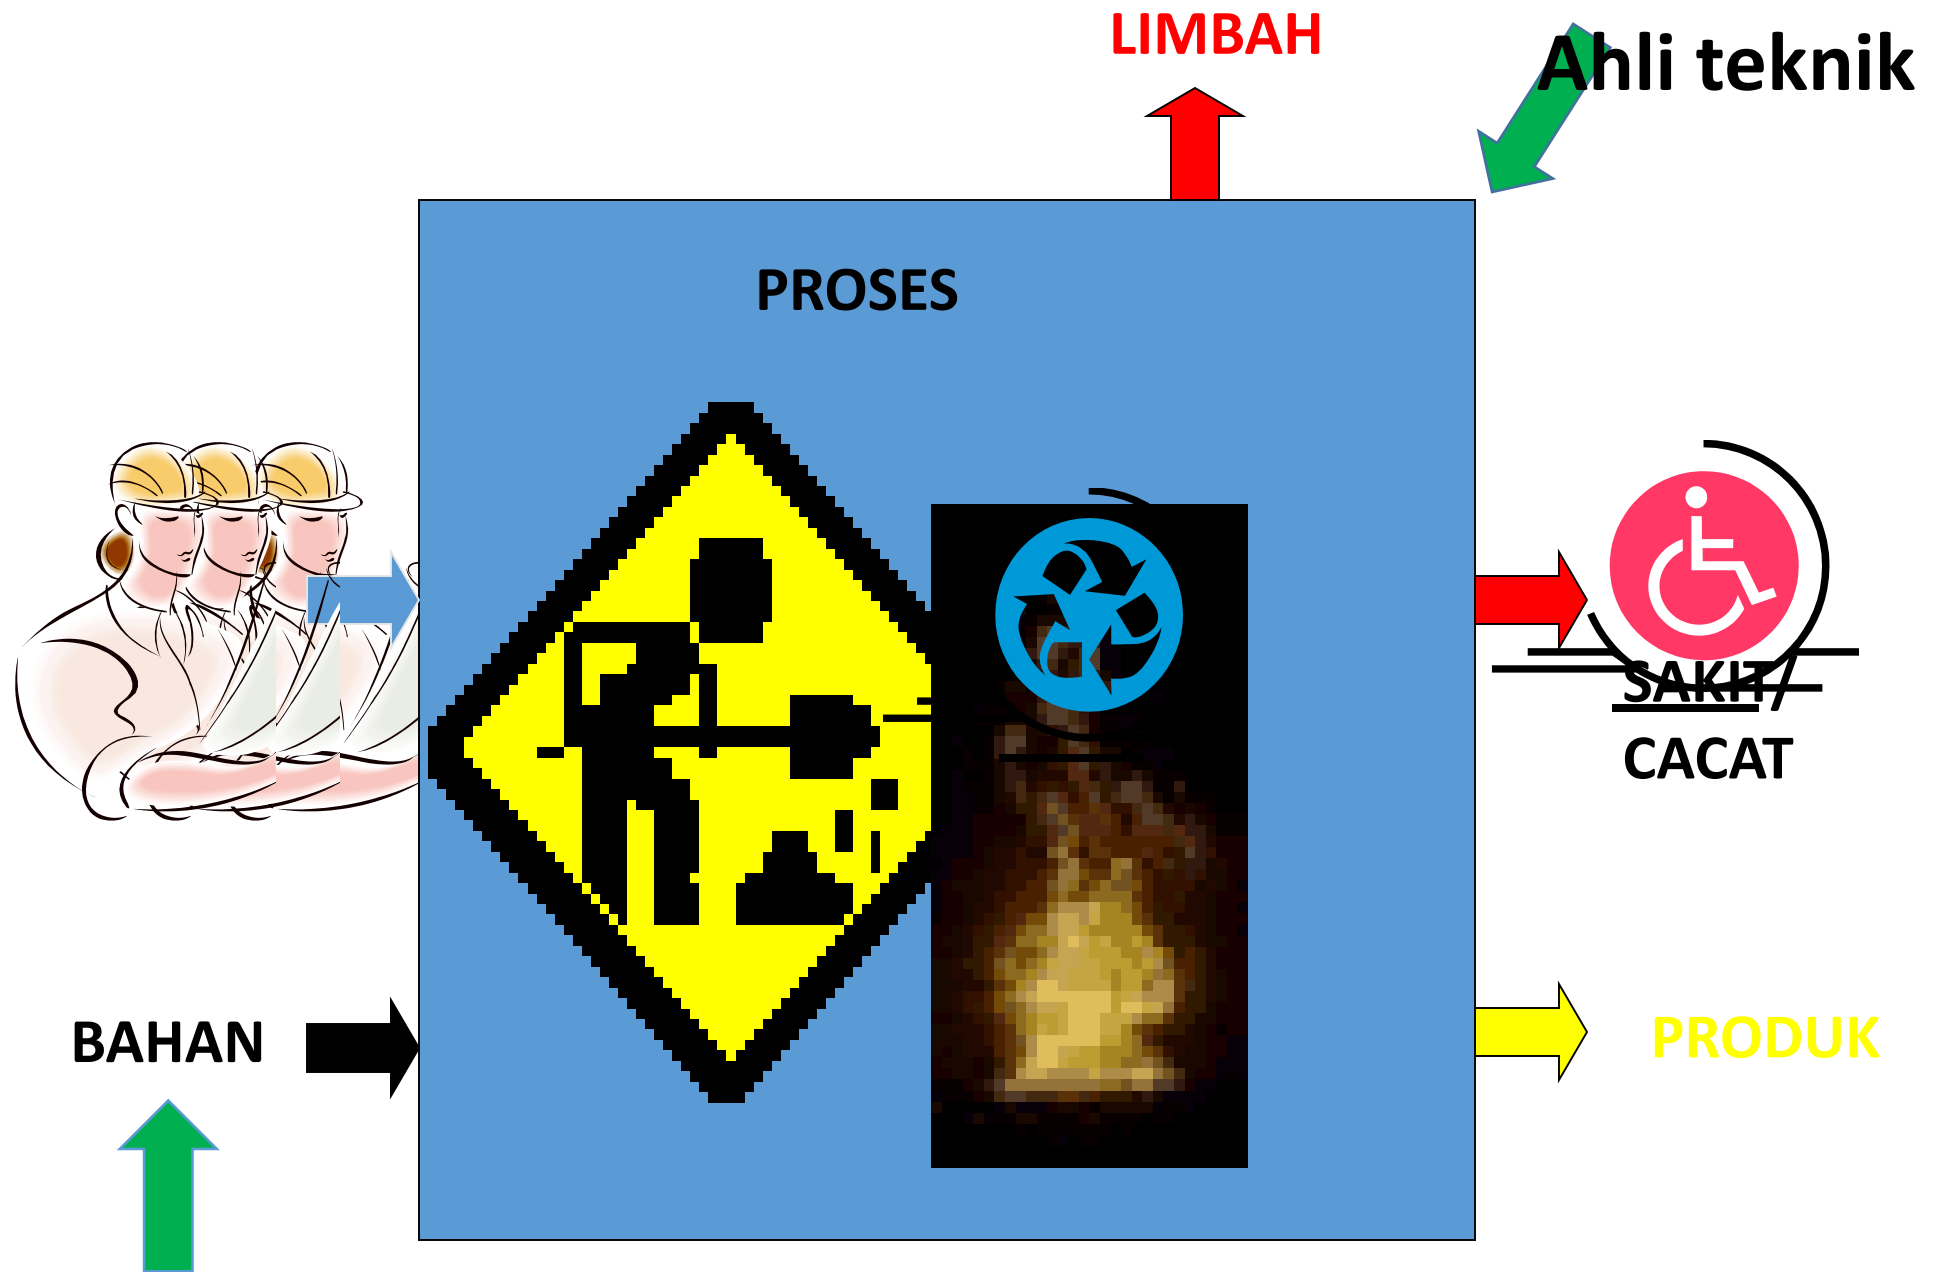 LIMBAH
Ahli teknik
PROSES
SAKIT/
CACAT
BAHAN
PRODUK